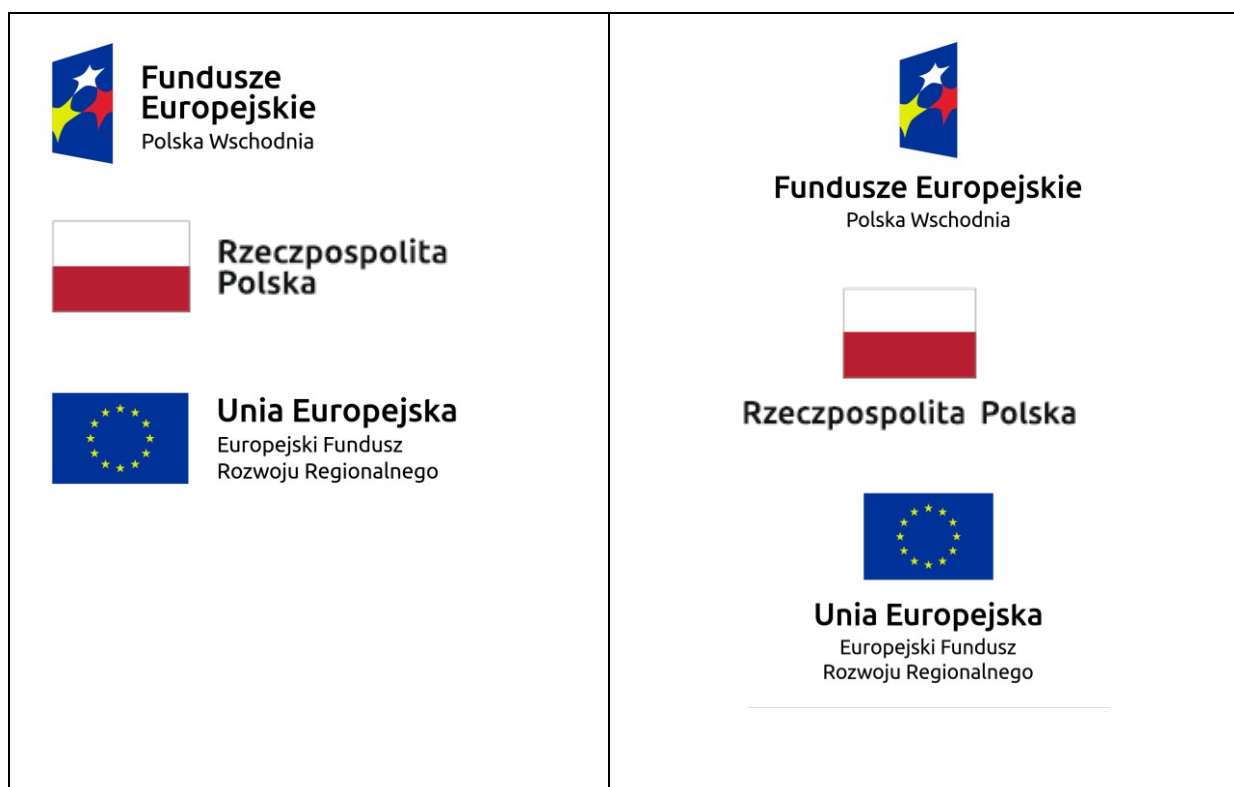 Fundusze
Europejskie
Polska Wschodnia
Rzeczpospolita
Polska
Unia Europejska
Europejski Fundusz
Rozwoju Regionalnego
Fundusze Europejskie
Polska Wschodnia
Rzeczpospolita Polska
Unia Europejska
Europejski Fundusz
Rozwoju Regionalnego